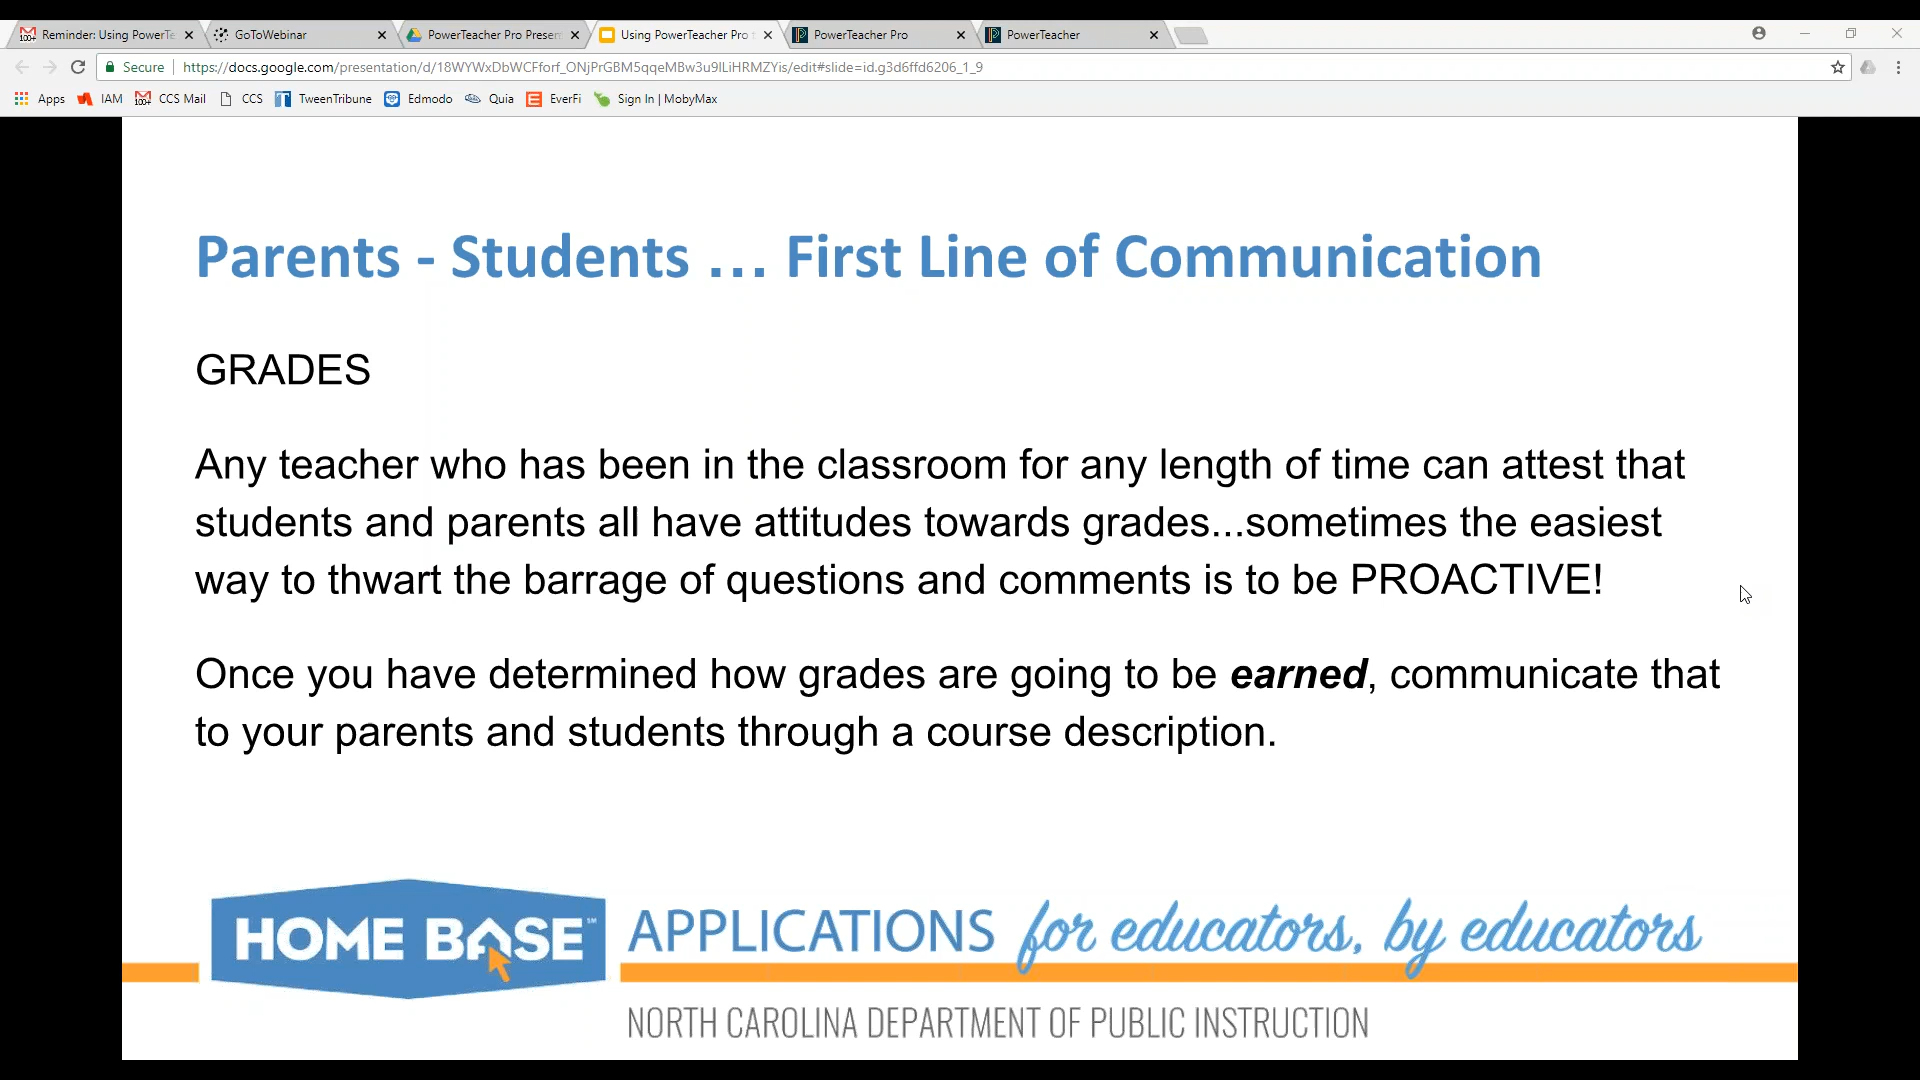 Reminder: Using PowerTe
GoToWebinar
PowerTeacher Pro Presen
Using PowerTeacher Pro
PowerTeacher Pro
PowerTeacher
Secure
https://docs.google.com/presentation/d/18WYWxDbWCFforf_ONjPrGBM5qqeMBw3u9lLiHRMZYis/edit#slide=id.g3d6ffd6206_1_9
Apps
IAM
CCS Mail
CCS
TweenTribune
Edmodo
Quia
EverFi
Sign In | MobyMax
Parents - Students … First Line of Communication
GRADES
Any teacher who has been in the classroom for any length of time can attest that
students and parents all have attitudes towards grades...sometimes the easiest
way to thwart the barrage of questions and comments is to be PROACTIVE!
Once you have determined how grades are going to be earned, communicate that
to your parents and students through a course description.
HOME BASE℠
APPLICATIONS for educators, by educators
NORTH CAROLINA DEPARTMENT OF PUBLIC INSTRUCTION